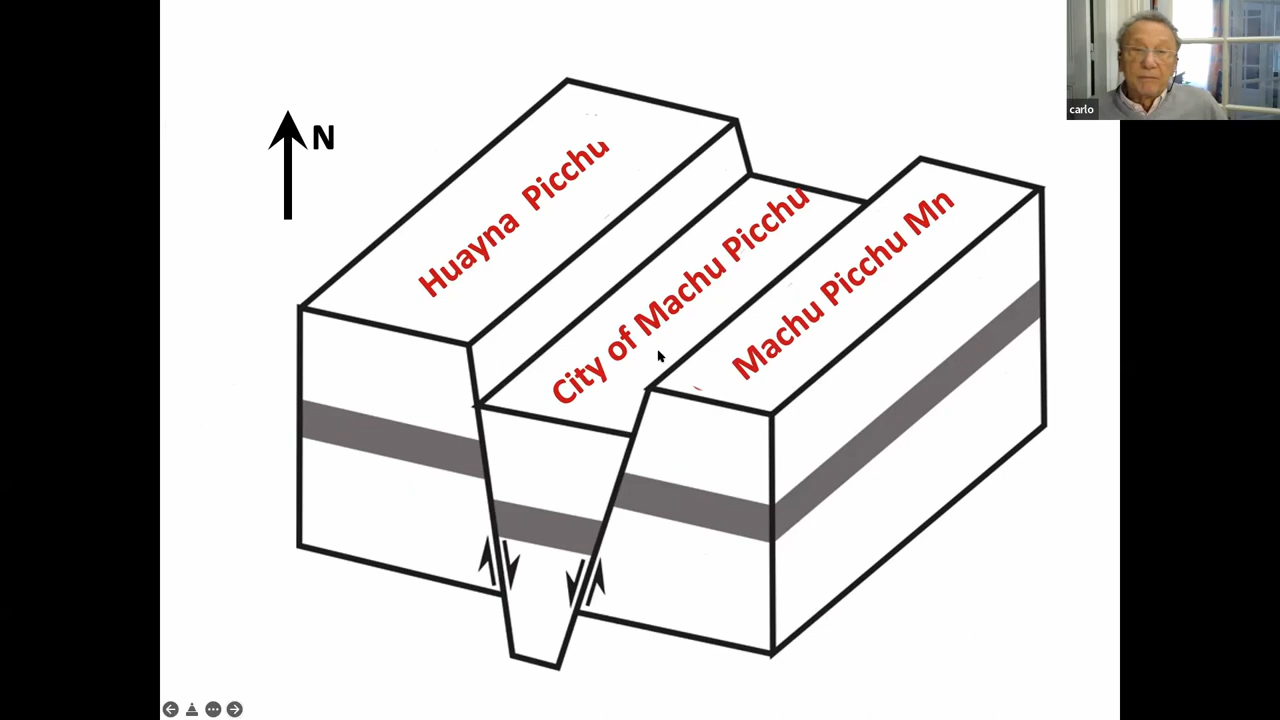 N
Huayna Picchu
City of Machu Picchu
Machu Picchu Mn
carlo